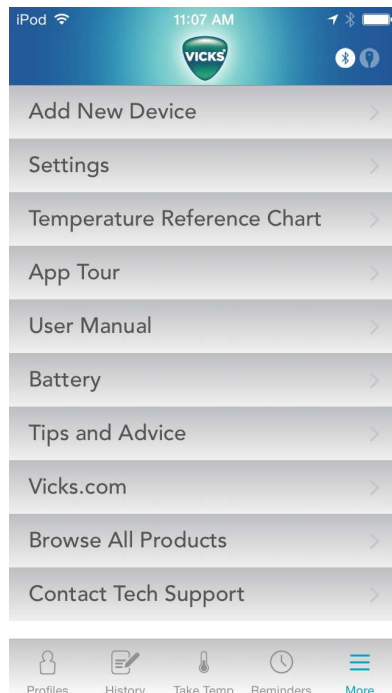 iPod 11:07 AM
VICKS
Add New Device
Settings
Temperature Reference Chart
App Tour
User Manual
Battery
Tips and Advice
Vicks.com
Browse All Products
Contact Tech Support
Profiles History Take Temp Reminders More